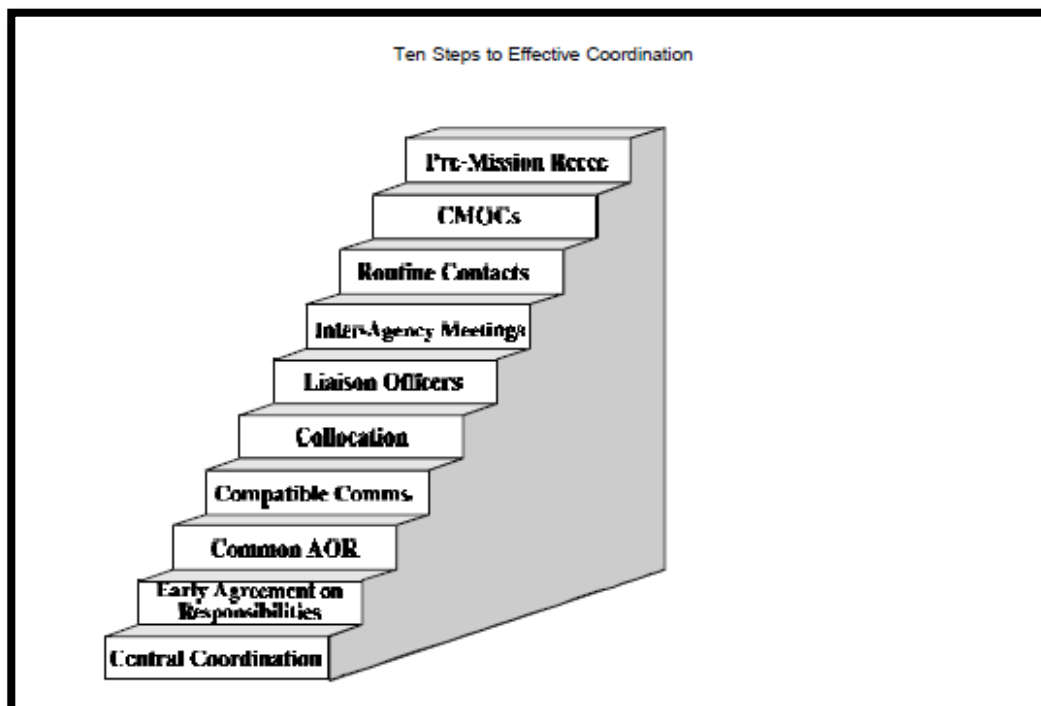 Ten Steps to Effective Coordination
Pre-Mission Recce
CMOCs
Routine Contacts
Inter-Agency Meetings
Liaison Officers
Collocation
Compatible Comms.
Common AOR
Early Agreement on
Responsibilities
Central Coordination